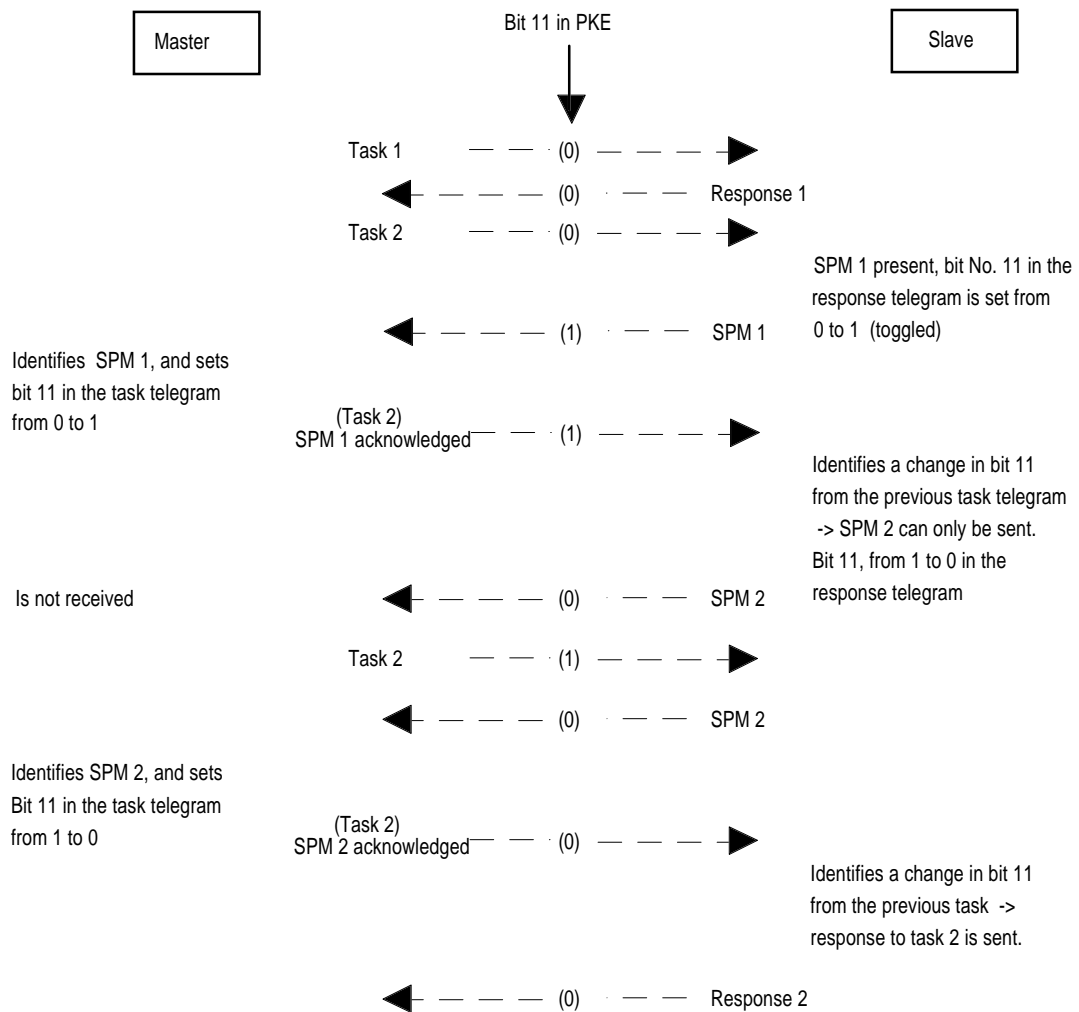 Bit 11 in PKE
Master
Slave
Task 1
(0)
(0)
Response 1
Task 2
(0)
SPM 1 present, bit No. 11 in the
response telegram is set from
0 to 1 (toggled)
(1)
SPM 1
Identifies SPM 1, and sets
bit 11 in the task telegram
from 0 to 1
(Task 2)
SPM 1 acknowledged
(1)
Identifies a change in bit 11
from the previous task telegram
-> SPM 2 can only be sent.
Bit 11, from 1 to 0 in the
response telegram
Is not received
(0)
SPM 2
Task 2
(1)
(0)
SPM 2
Identifies SPM 2, and sets
Bit 11 in the task telegram
from 1 to 0
(Task 2)
SPM 2 acknowledged
(0)
Identifies a change in bit 11
from the previous task ->
response to task 2 is sent.
(0)
Response 2